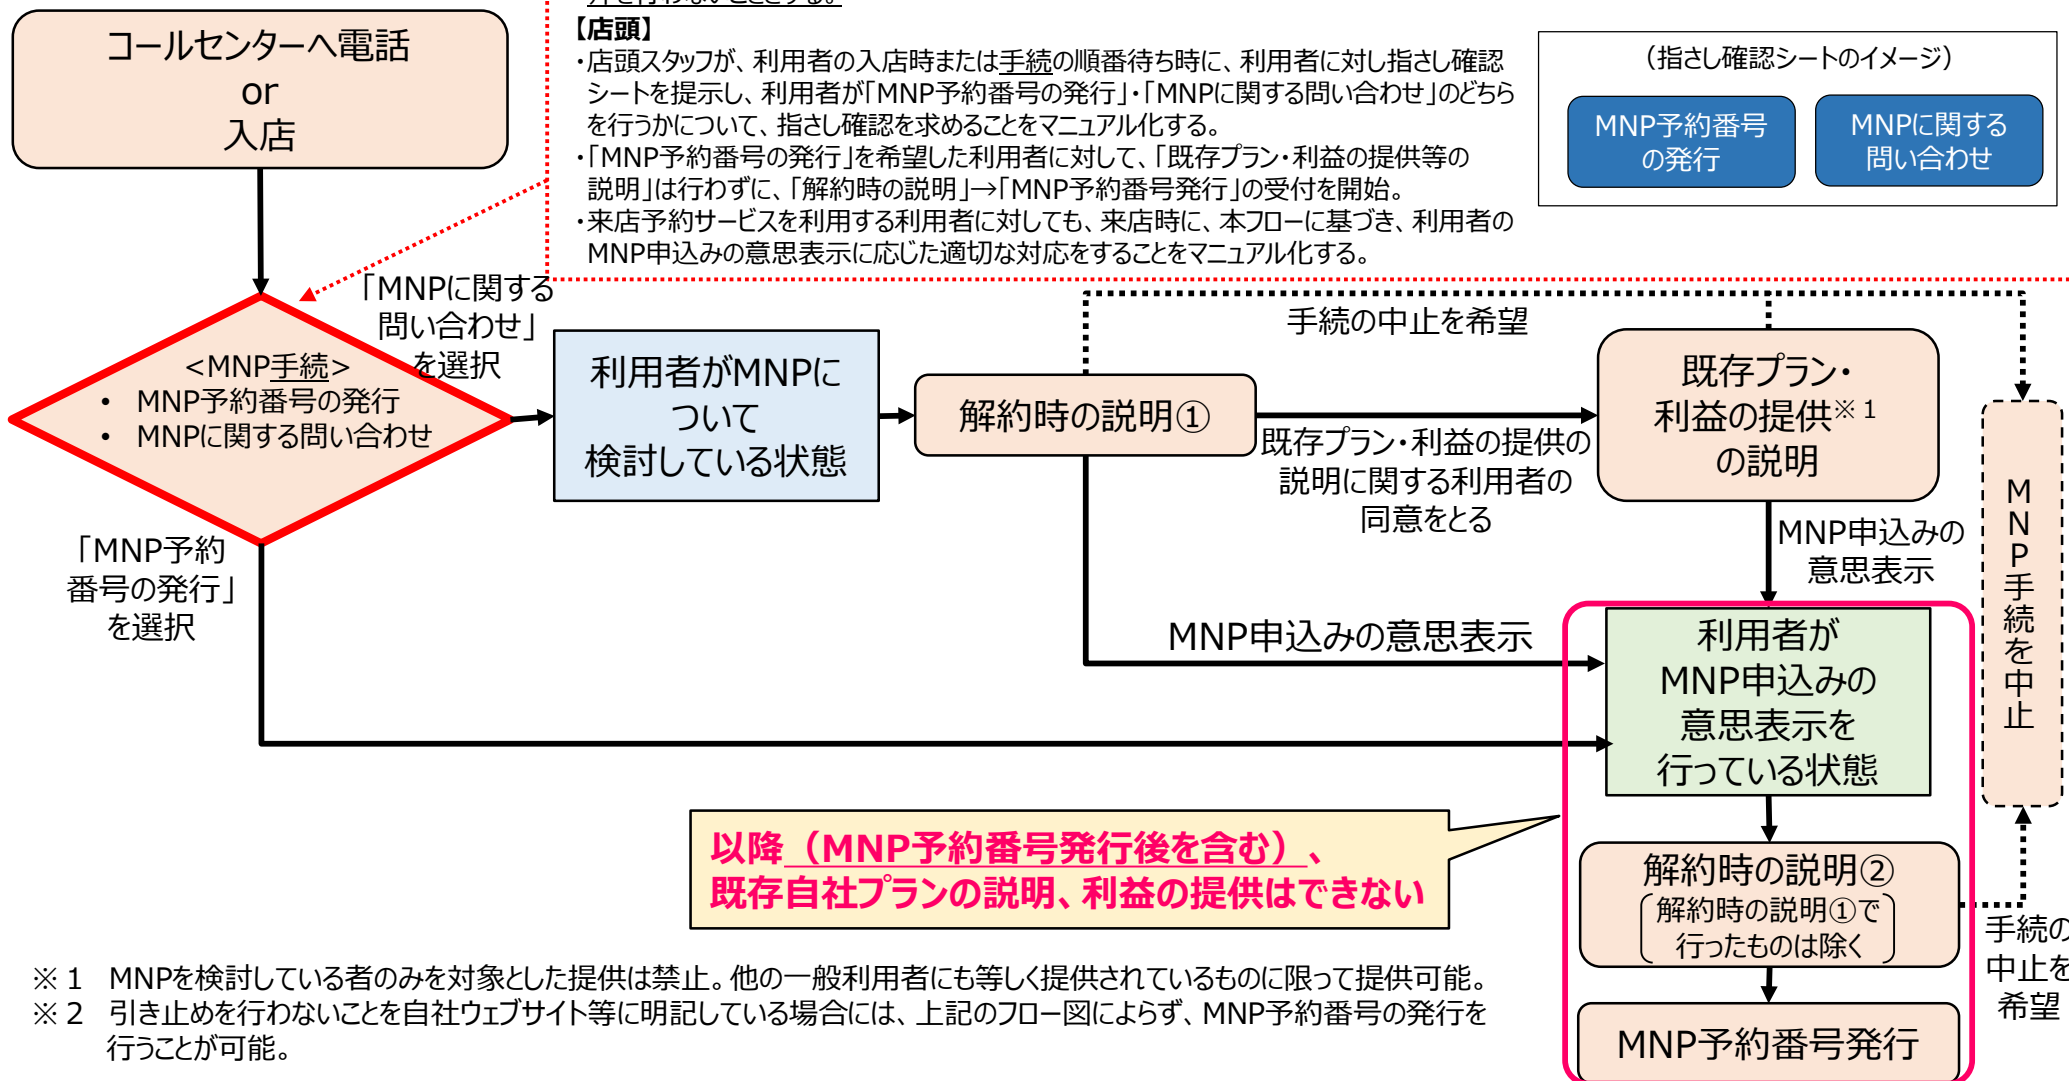 コールセンターへ電話
or
入店
【店頭】
・店頭スタッフが、利用者の入店時または手続の順番待ち時に、利用者に対し指さし確認
シートを提示し、利用者が「MNP予約番号の発行」・「MNPに関する問い合わせ」のどちら
を行うかについて、指さし確認を求めることをマニュアル化する。
・「MNP予約番号の発行」を希望した利用者に対して、「既存プラン・利益の提供等の
説明」は行わずに、「解約時の説明」→「MNP予約番号発行」の受付を開始。
・来店予約サービスを利用する利用者に対しても、来店時に、本フローに基づき、利用者の
MNP申込みの意思表示に応じた適切な対応をすることをマニュアル化する。
（指さし確認シートのイメージ）
MNP予約番号
の発行
MNPに関する
問い合わせ
「MNPに関する
問い合わせ」
を選択
<MNP手続>
• MNP予約番号の発行
• MNPに関する問い合わせ
利用者がMNPに
ついて
検討している状態
解約時の説明①
手続の中止を希望
既存プラン・利益の提供の
説明に関する利用者の
同意をとる
既存プラン・
利益の提供※１
の説明
MNP申込みの
意思表示
MNP手続を中止
「MNP予約
番号の発行」
を選択
MNP申込みの意思表示
利用者が
MNP申込みの
意思表示を
行っている状態
以降（MNP予約番号発行後を含む）、
既存自社プランの説明、利益の提供はできない
解約時の説明②
解約時の説明①で
行ったものは除く
手続の
中止を
希望
MNP予約番号発行
※１　MNPを検討している者のみを対象とした提供は禁止。他の一般利用者にも等しく提供されているものに限って提供可能。
※２　引き止めを行わないことを自社ウェブサイト等に明記している場合には、上記のフロー図によらず、MNP予約番号の発行を
行うことが可能。